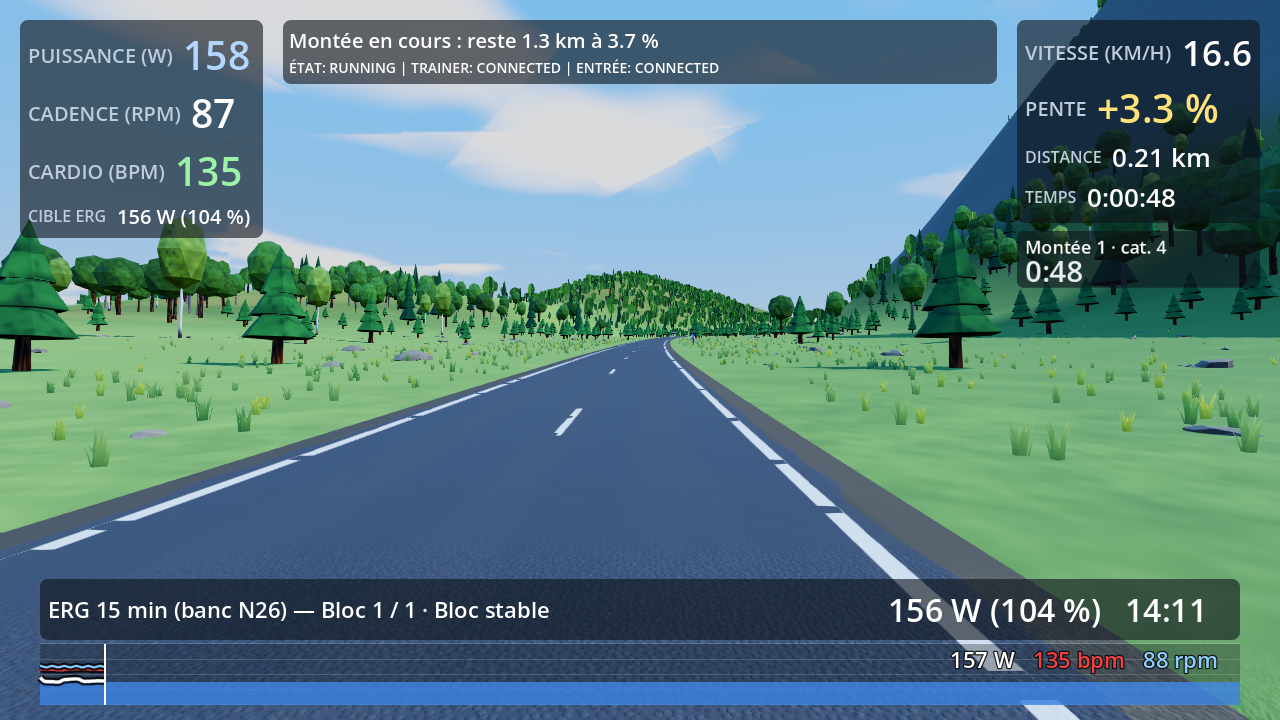 PUISSANCE (W) 158
CADENCE (RPM) 87
CARDIO (BPM) 135
CIBLE ERG 156 W (104 %)
Montée en cours : reste 1.3 km à 3.7 %
ÉTAT: RUNNING | TRAINER: CONNECTED | ENTRÉE: CONNECTED
VITESSE (KM/H) 16.6
PENTE +3.3 %
DISTANCE 0.21 km
TEMPS 0:00:48
Montée 1 · cat. 4
0:48
ERG 15 min (banc N26) — Bloc 1 / 1 · Bloc stable 156 W (104 %) 14:11
157 W 135 bpm 88 rpm